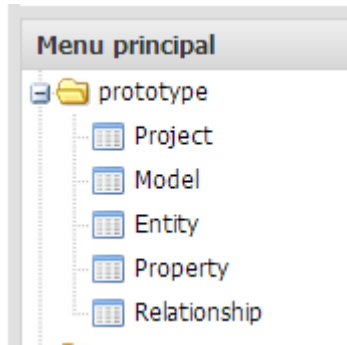 Menu principal
prototype
Project
Model
Entity
Property
Relationship